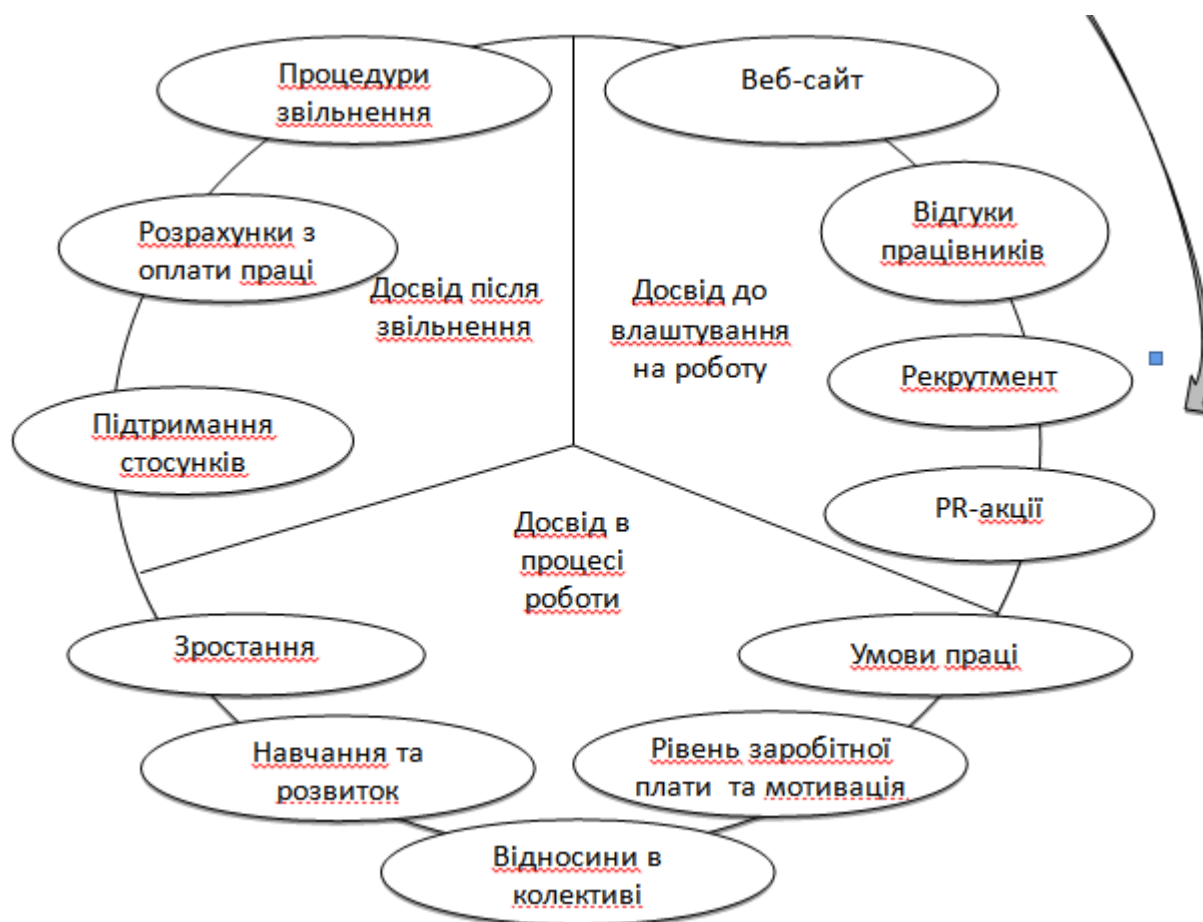 Процедури
звільнення
Веб-сайт
Відгуки
працівників
Розрахунки з
оплати праці
Досвід після
звільнення
Досвід до
влаштування
на роботу
Рекрутмент
Підтримання
стосунків
PR-акції
Досвід в
процесі
роботи
Зростання
Умови праці
Навчання та
розвиток
Рівень заробітної
плати та мотивація
Відносини в
колективі